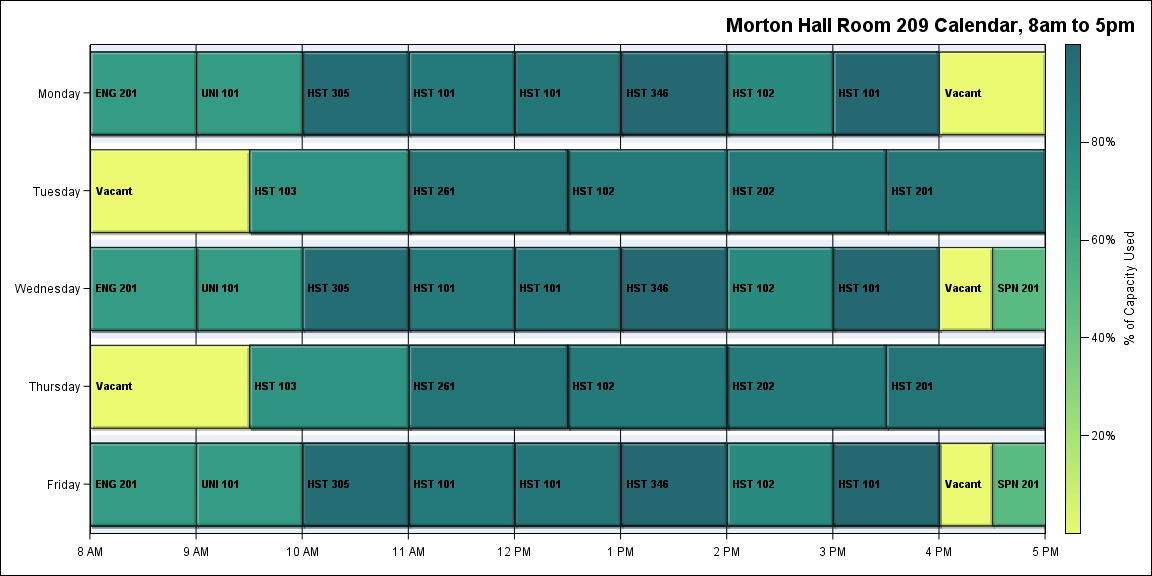 Morton Hall Room 209 Calendar, 8am to 5pm
Monday ENG 201 UNI 101 HST 305 HST 101 HST 101 HST 346 HST 102 HST 101 Vacant
Tuesday Vacant HST 103 HST 261 HST 102 HST 202 HST 201
Wednesday ENG 201 UNI 101 HST 305 HST 101 HST 101 HST 346 HST 102 HST 101 Vacant SPN 201
Thursday Vacant HST 103 HST 261 HST 102 HST 202 HST 201
Friday ENG 201 UNI 101 HST 305 HST 101 HST 101 HST 346 HST 102 HST 101 Vacant SPN 201
8 AM 9 AM 10 AM 11 AM 12 PM 1 PM 2 PM 3 PM 4 PM 5 PM
80%
60%
40%
20%
% of Capacity Used